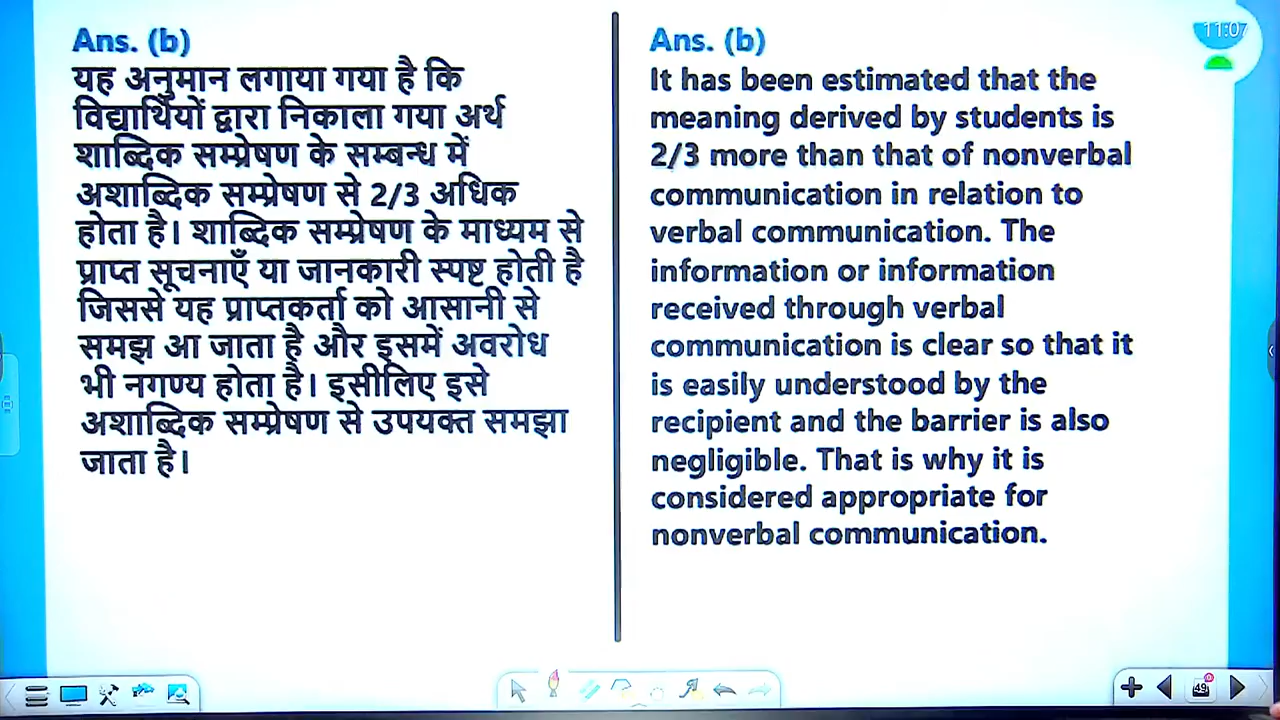 Ans. (b)
यह अनुमान लगाया गया है कि
विद्यार्थियों द्वारा निकाला गया अर्थ
शाब्दिक सम्प्रेषण के सम्बन्ध में
अशाब्दिक सम्प्रेषण से 2/3 अधिक
होता है। शाब्दिक सम्प्रेषण के माध्यम से
प्राप्त सूचनाएँ या जानकारी स्पष्ट होती है
जिससे यह प्राप्तकर्ता को आसानी से
समझ आ जाता है और इसमें अवरोध
भी नगण्य होता है। इसीलिए इसे
अशाब्दिक सम्प्रेषण से उपयक्त समझा
जाता है।
Ans. (b)
It has been estimated that the
meaning derived by students is
2/3 more than that of nonverbal
communication in relation to
verbal communication. The
information or information
received through verbal
communication is clear so that it
is easily understood by the
recipient and the barrier is also
negligible. That is why it is
considered appropriate for
nonverbal communication.
11:07
49